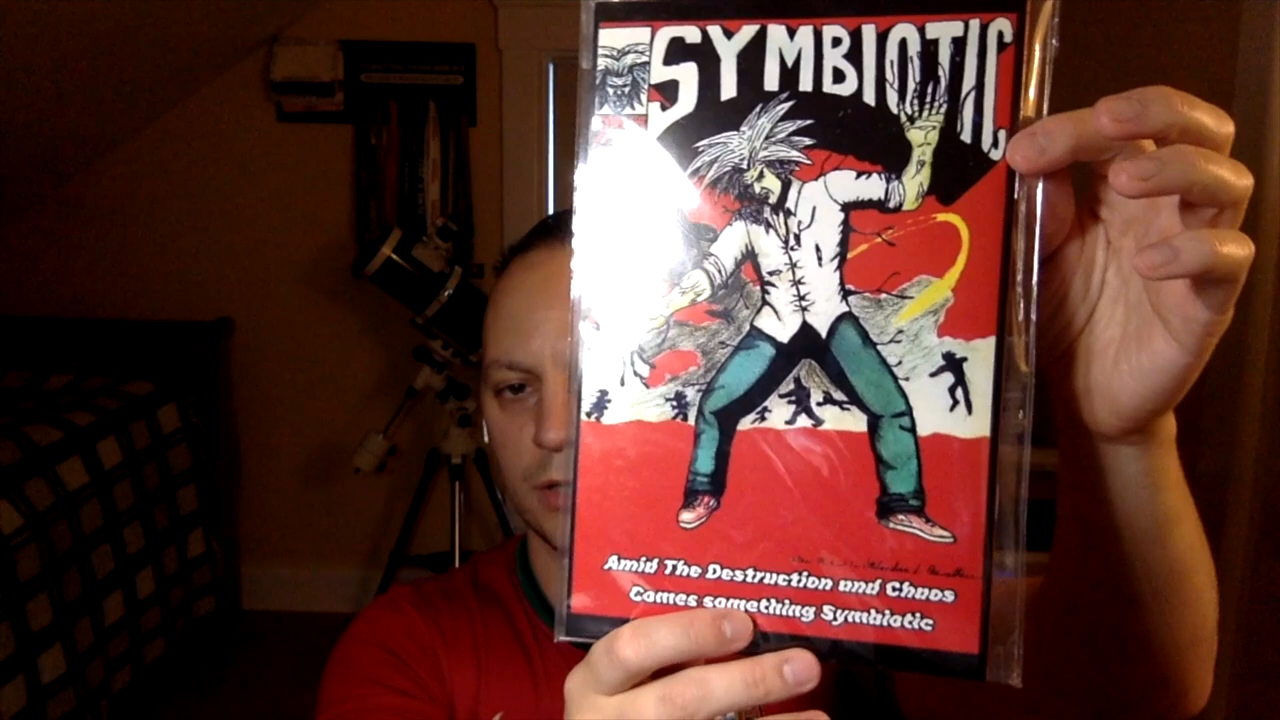 SYMBIOTIC
Amid The Destruction and Chaos
Comes something Symbiotic